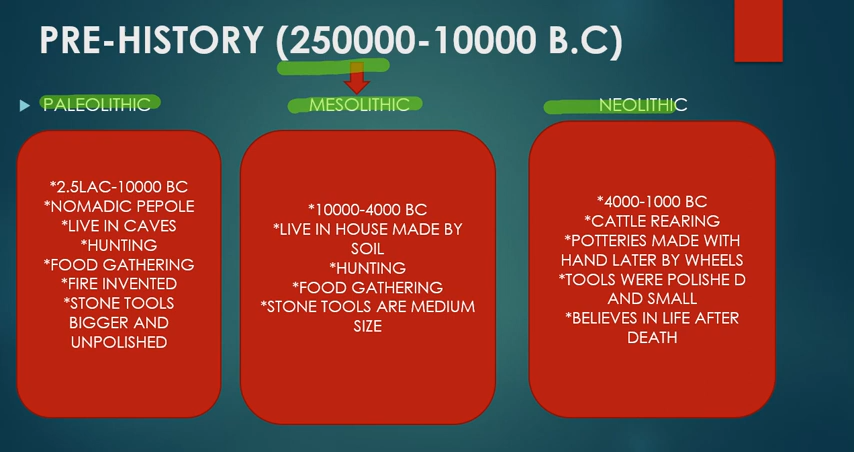 PRE-HISTORY (250000-10000 B.C)
PALEOLITHIC
*2.5LAC-10000 BC
*NOMADIC PEPOLE
*LIVE IN CAVES
*HUNTING
*FOOD GATHERING
*FIRE INVENTED
*STONE TOOLS
BIGGER AND
UNPOLISHED
MESOLITHIC
*10000-4000 BC
*LIVE IN HOUSE MADE BY
SOIL
*HUNTING
*FOOD GATHERING
*STONE TOOLS ARE MEDIUM
SIZE
NEOLITHIC
*4000-1000 BC
*CATTLE REARING
*POTTERIES MADE WITH
HAND LATER BY WHEELS
*TOOLS WERE POLISHE D
AND SMALL
*BELIEVES IN LIFE AFTER
DEATH